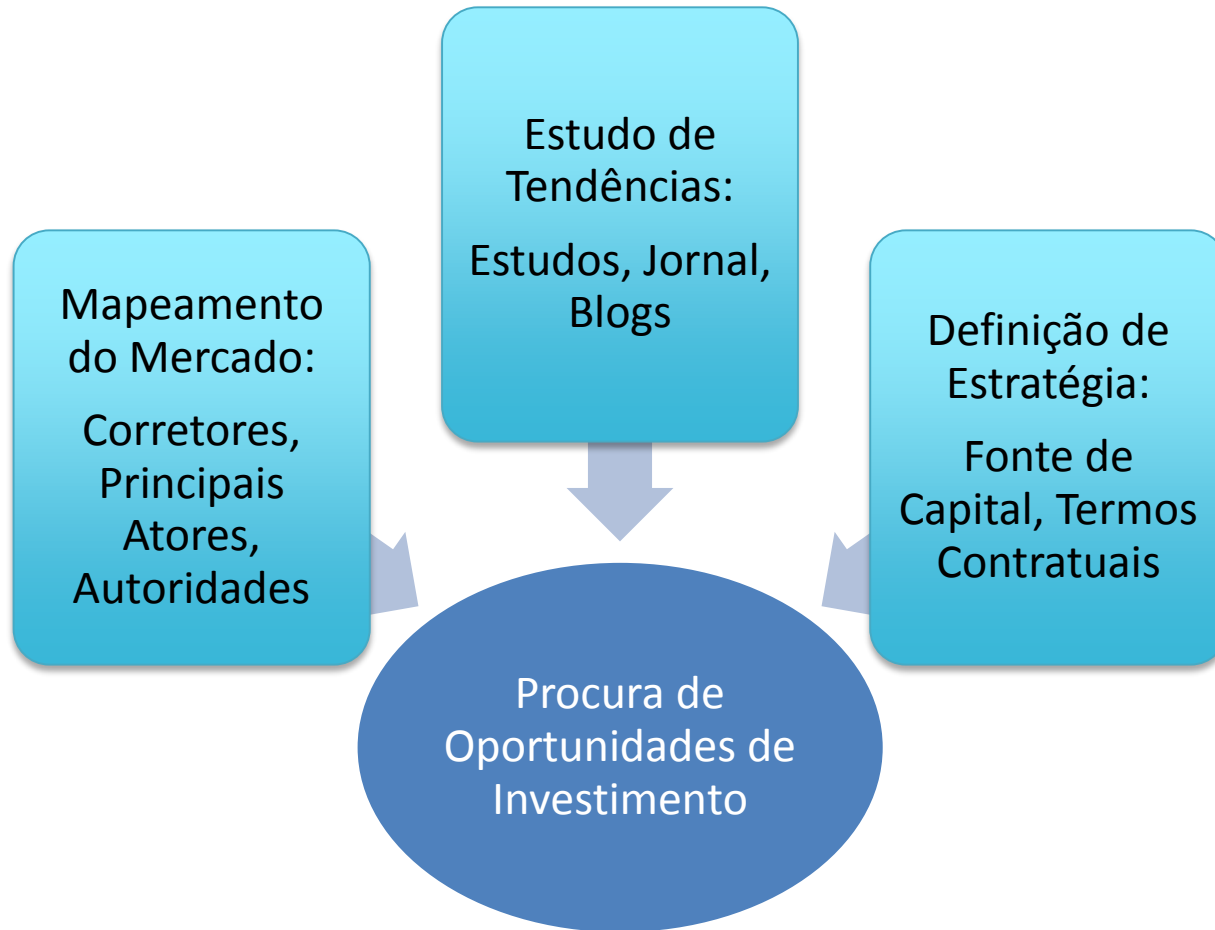 Mapeamento
do Mercado:
Corretores,
Principais
Atores,
Autoridades
Estudo de
Tendências:
Estudos, Jornal,
Blogs
Definição de
Estratégia:
Fonte de
Capital, Termos
Contratuais
Procura de
Oportunidades de
Investimento